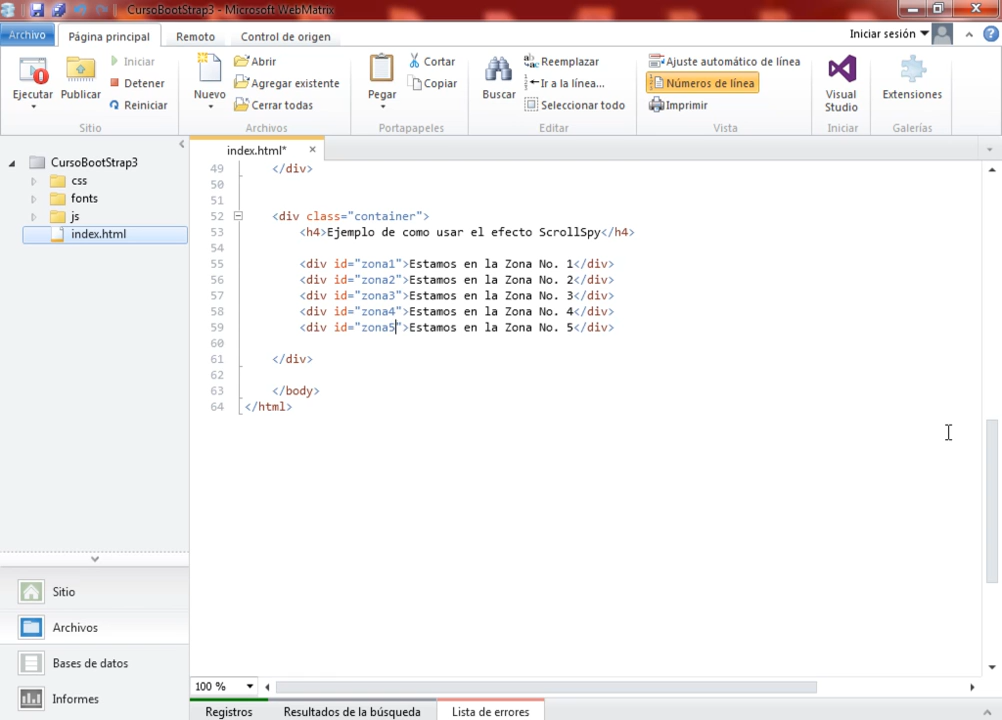 CursoBootStrap3 - Microsoft WebMatrix
Archivo
Página principal
Remoto
Control de origen
Iniciar sesión
Ejecutar
Publicar
Iniciar
Detener
Reiniciar
Sitio
Nuevo
Abrir
Agregar existente
Cerrar todas
Archivos
Pegar
Cortar
Copiar
Portapapeles
Buscar
Reemplazar
Ir a la línea...
Seleccionar todo
Editar
Ajuste automático de línea
Números de línea
Imprimir
Vista
Visual
Studio
Iniciar
Extensiones
Galerías
CursoBootStrap3
css
fonts
js
index.html
index.html*
49 </div>
50
51
52 <div class="container">
53 <h4>Ejemplo de como usar el efecto ScrollSpy</h4>
54
55 <div id="zona1">Estamos en la Zona No. 1</div>
56 <div id="zona2">Estamos en la Zona No. 2</div>
57 <div id="zona3">Estamos en la Zona No. 3</div>
58 <div id="zona4">Estamos en la Zona No. 4</div>
59 <div id="zona5">Estamos en la Zona No. 5</div>
60
61 </div>
62
63 </body>
64 </html>
Sitio
Archivos
Bases de datos
Informes
100 %
Registros
Resultados de la búsqueda
Lista de errores